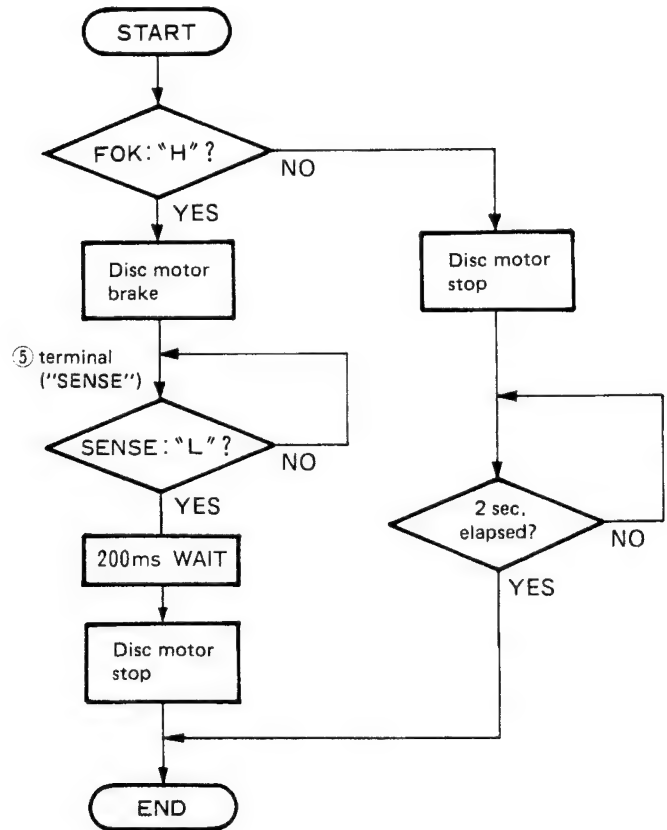 START
FOK: "H" ?
NO
YES
Disc motor
brake
Disc motor
stop
⑤ terminal
("SENSE")
SENSE: "L" ?
NO
YES
2 sec.
elapsed?
NO
YES
200ms WAIT
Disc motor
stop
END